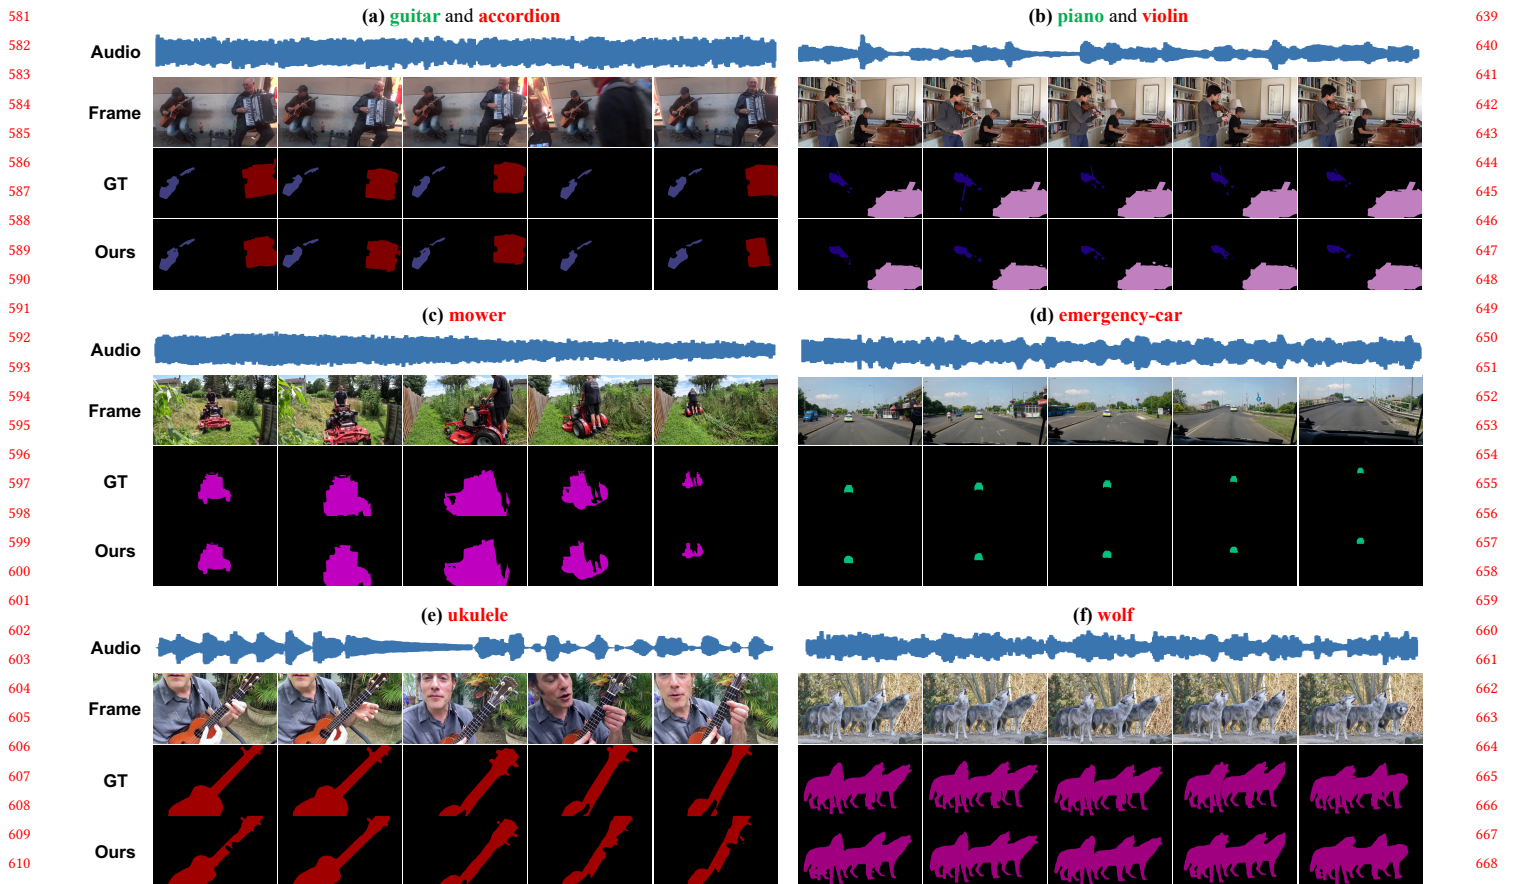 581 (a) guitar and accordion (b) piano and violin 639
582 Audio 640
583 641
584 Frame 642
585 643
586 644
587 GT 645
588 646
589 Ours 647
590 648
591 (c) mower (d) emergency-car 649
592 Audio 650
593 651
594 Frame 652
595 653
596 654
597 GT 655
598 656
599 Ours 657
600 658
601 (e) ukulele (f) wolf 659
602 Audio 660
603 661
604 Frame 662
605 663
606 664
607 GT 665
608 666
609 Ours 667
610 668